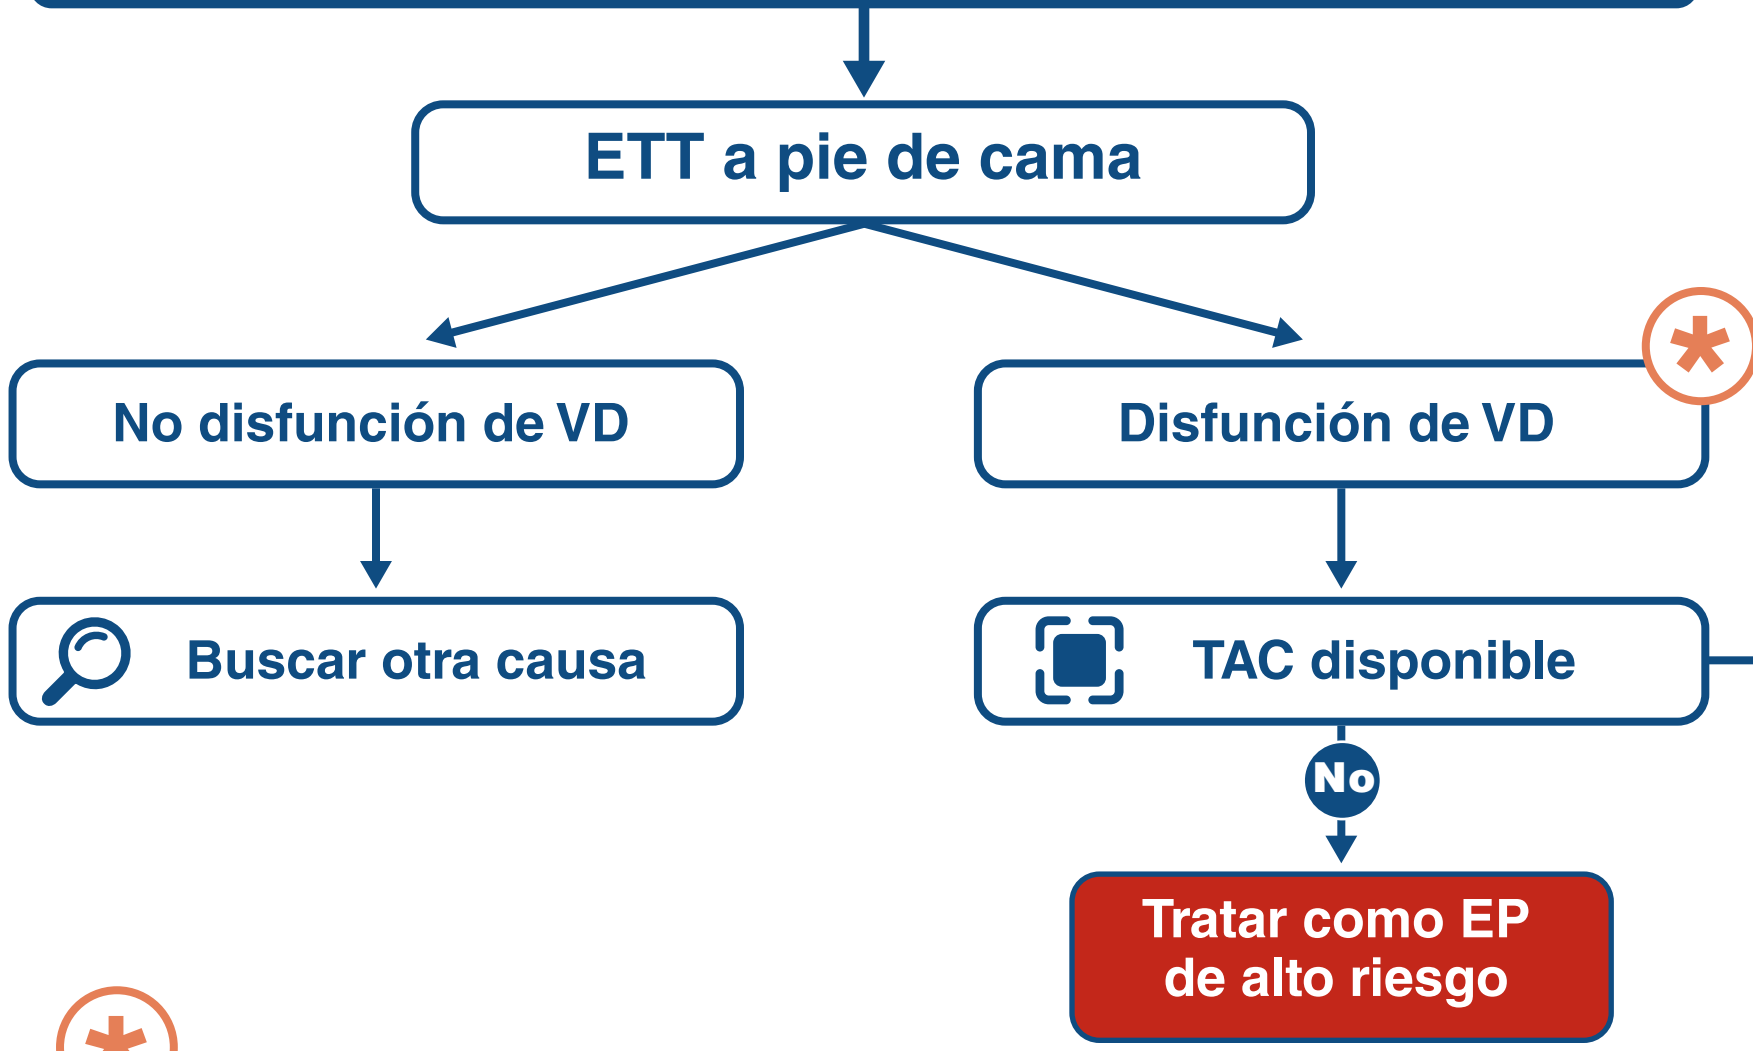 ETT a pie de cama
No disfunción de VD
Disfunción de VD
*
Buscar otra causa
TAC disponible
No
Tratar como EP
de alto riesgo
*